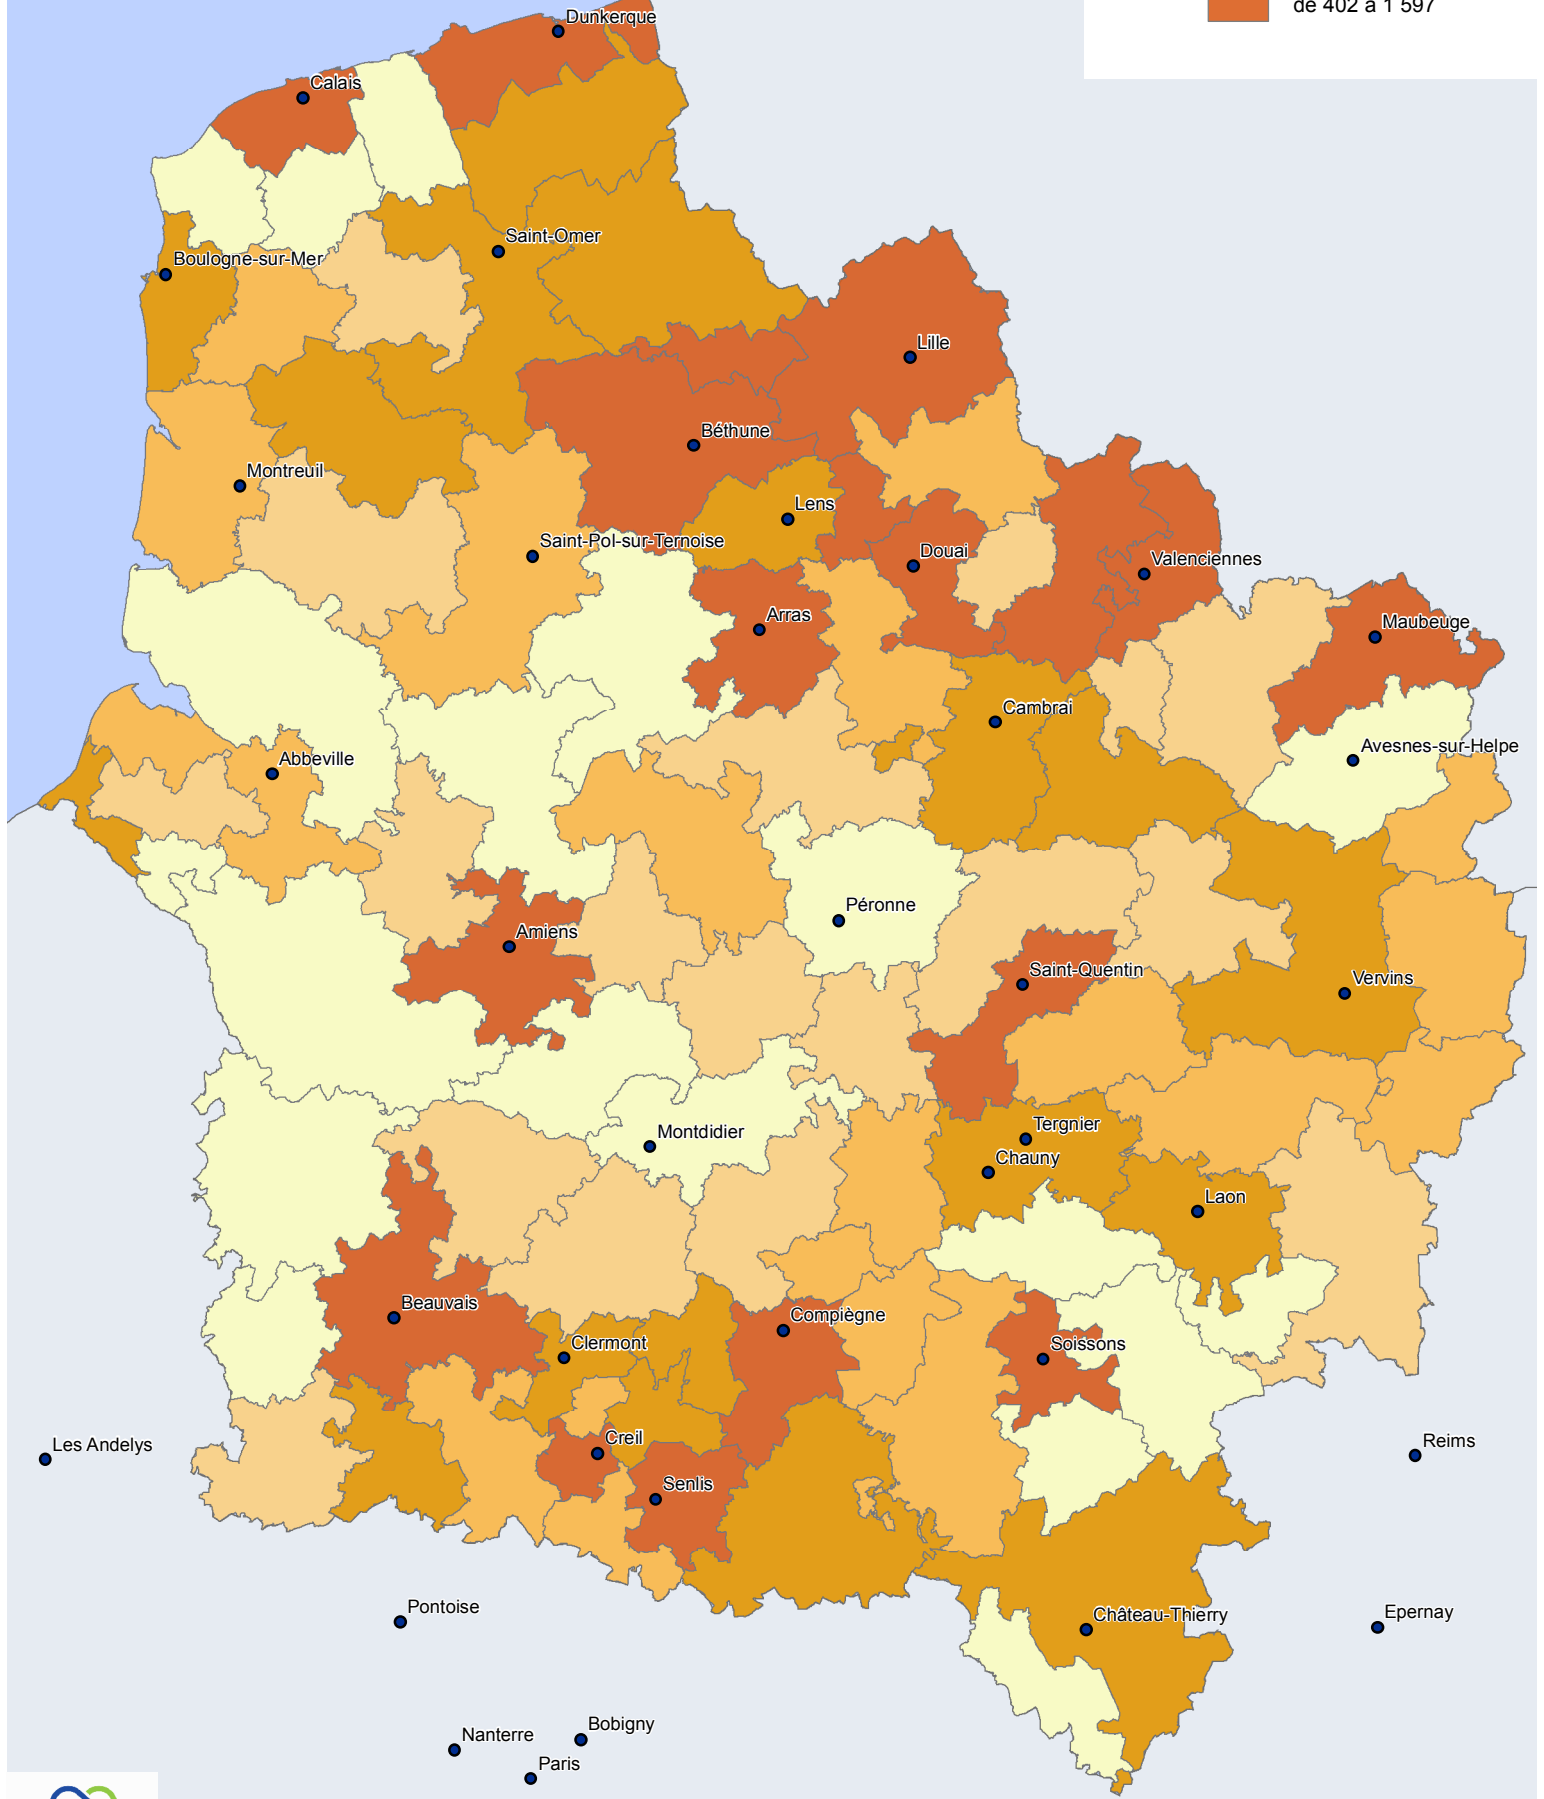 de 402 à 1 597
Dunkerque
Calais
Saint-Omer
Boulogne-sur-Mer
Lille
Béthune
Montreuil
Lens
Saint-Pol-sur-Ternoise
Douai
Valenciennes
Arras
Maubeuge
Cambrai
Avesnes-sur-Helpe
Abbeville
Péronne
Amiens
Saint-Quentin
Vervins
Tergnier
Montdidier
Chauny
Laon
Beauvais
Compiègne
Clermont
Soissons
Creil
Les Andelys
Reims
Senlis
Pontoise
Château-Thierry
Epernay
Bobigny
Nanterre
Paris